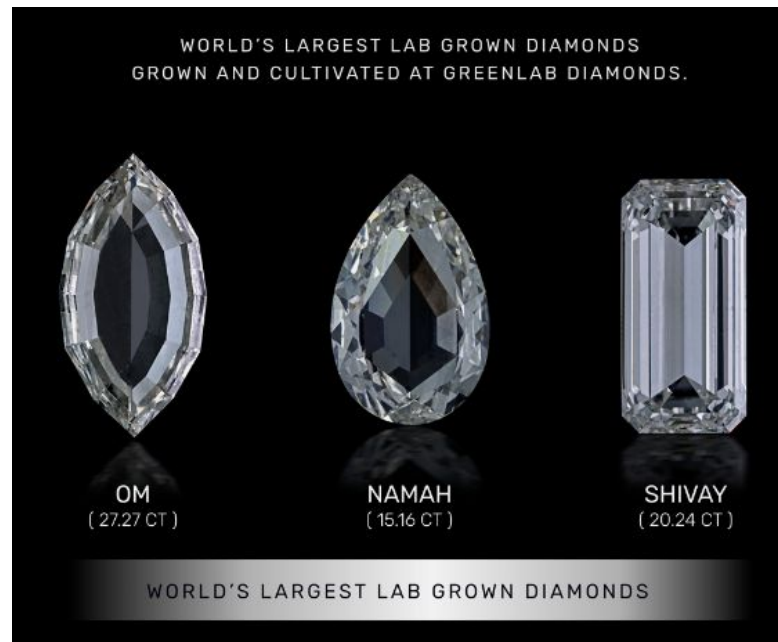 WORLD'S LARGEST LAB GROWN DIAMONDS
GROWN AND CULTIVATED AT GREENLAB DIAMONDS.
OM
( 27.27 CT )
NAMAH
( 15.16 CT )
SHIVAY
( 20.24 CT )
WORLD'S LARGEST LAB GROWN DIAMONDS